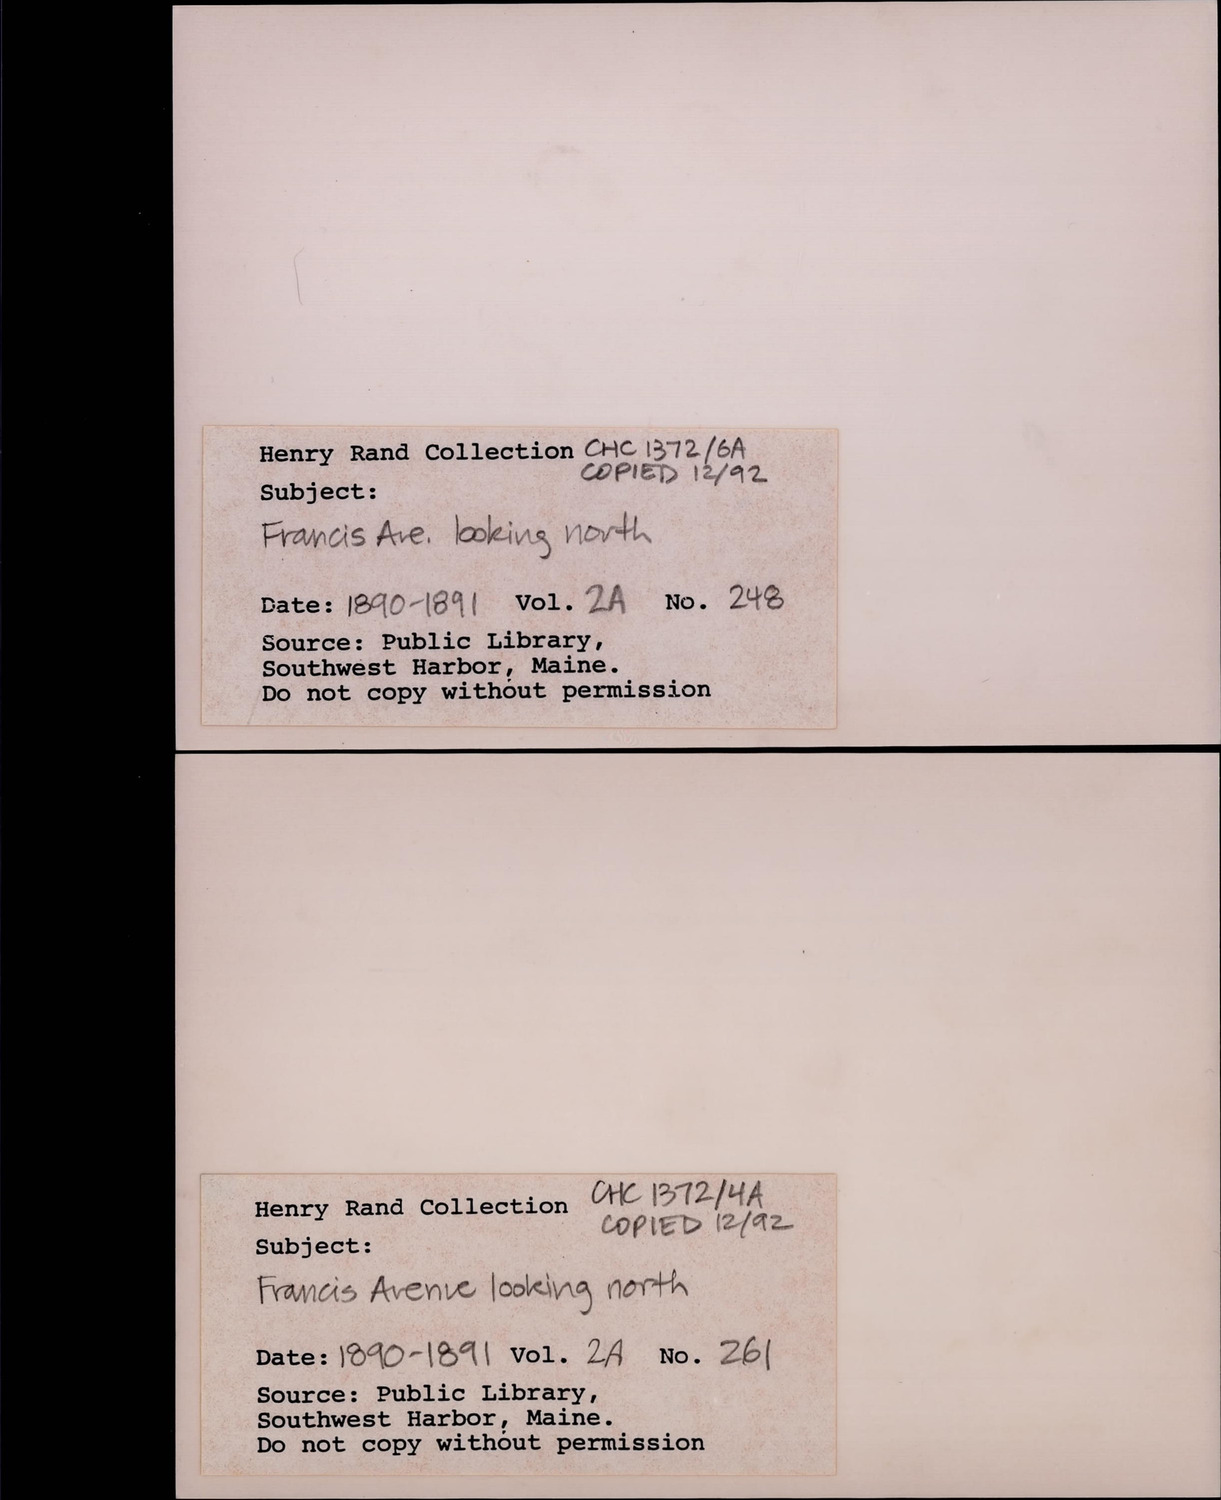 Henry Rand Collection CHC 1372/6A
COPIED 12/92
Subject:
Francis Ave. looking north
Date: 1890-1891 Vol. 2A No. 248
Source: Public Library,
Southwest Harbor, Maine.
Do not copy without permission
Henry Rand Collection CHC 1372/4A
COPIED 12/92
Subject:
Francis Avenue looking north
Date: 1890-1891 Vol. 2A No. 261
Source: Public Library,
Southwest Harbor, Maine.
Do not copy without permission